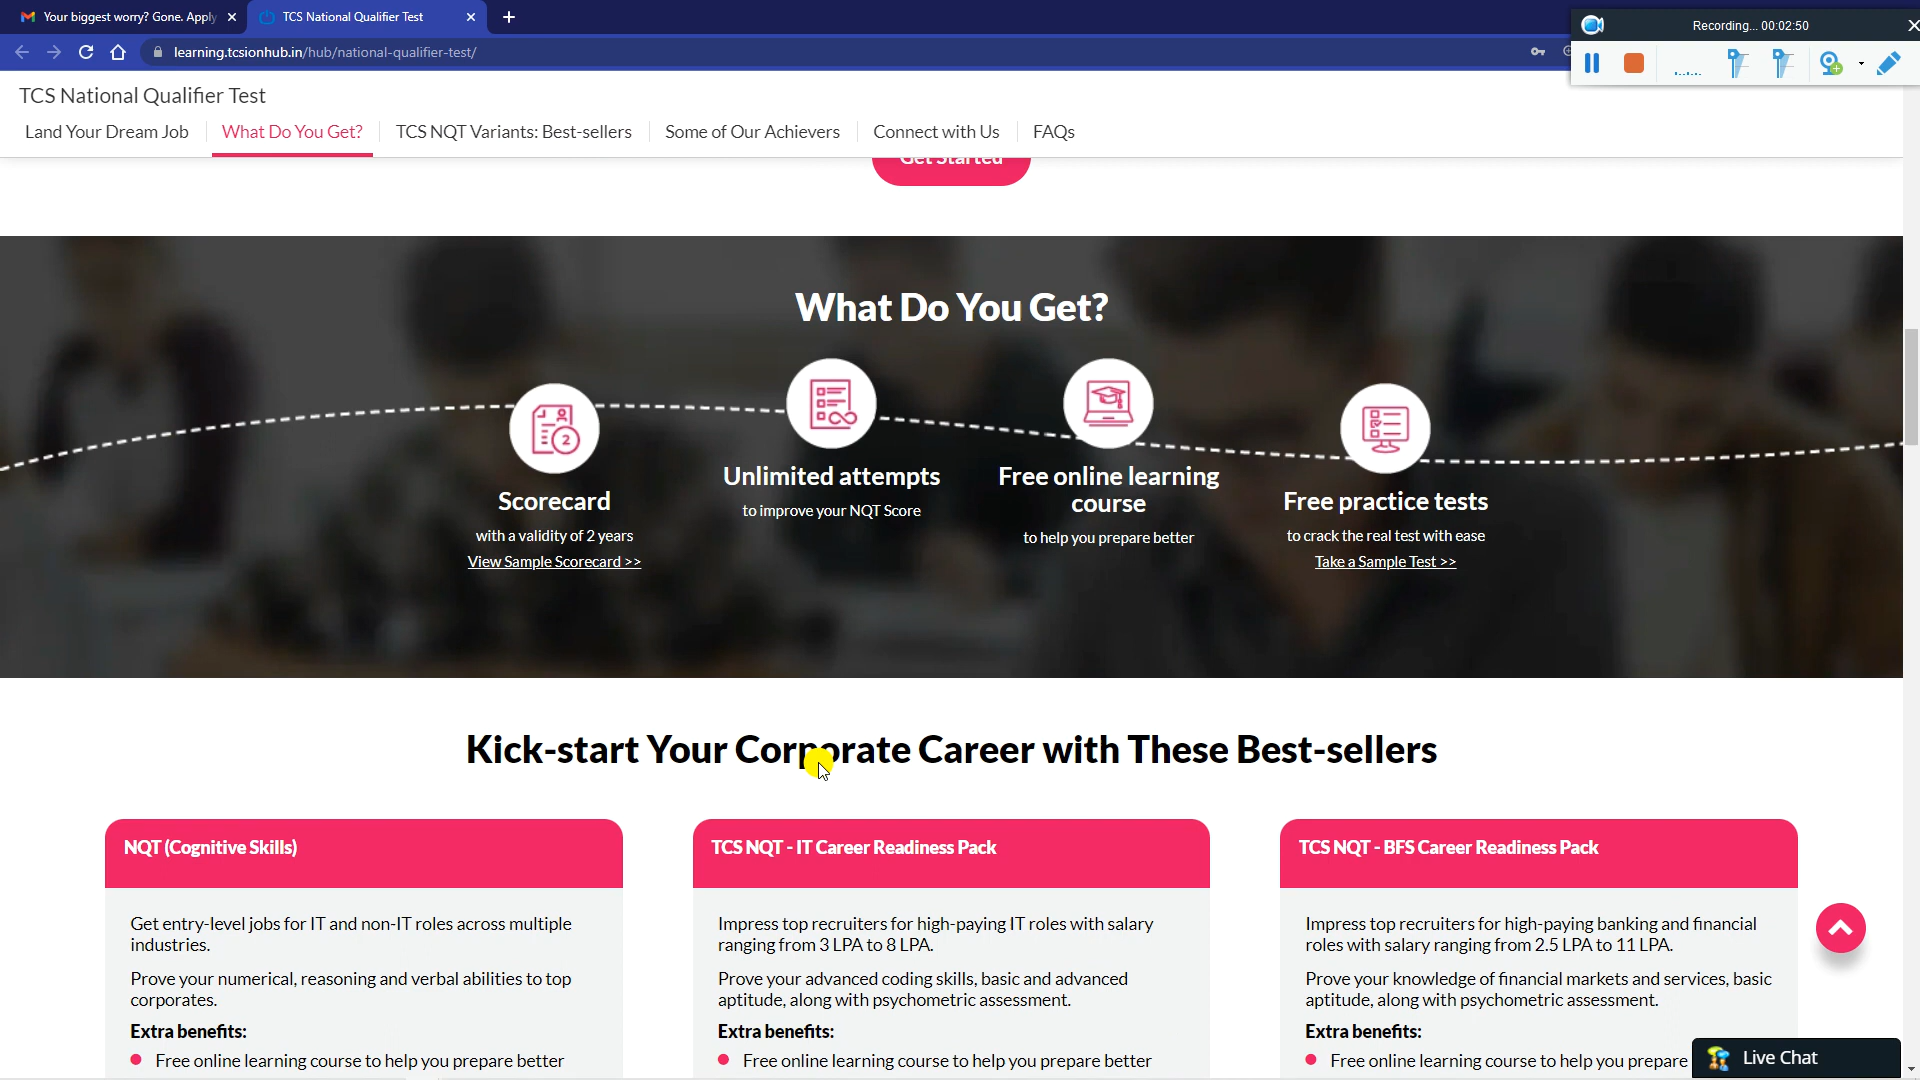 Your biggest worry? Gone. Apply
TCS National Qualifier Test
Recording... 00:02:50
learning.tcsionhub.in/hub/national-qualifier-test/
TCS National Qualifier Test
Land Your Dream Job
What Do You Get?
TCS NQT Variants: Best-sellers
Some of Our Achievers
Connect with Us
FAQs
Get Started
What Do You Get?
Scorecard
with a validity of 2 years
View Sample Scorecard >>
Unlimited attempts
to improve your NQT Score
Free online learning
course
to help you prepare better
Free practice tests
to crack the real test with ease
Take a Sample Test >>
Kick-start Your Corporate Career with These Best-sellers
NQT (Cognitive Skills)
Get entry-level jobs for IT and non-IT roles across multiple
industries.
Prove your numerical, reasoning and verbal abilities to top
corporates.
Extra benefits:
Free online learning course to help you prepare better
TCS NQT - IT Career Readiness Pack
Impress top recruiters for high-paying IT roles with salary
ranging from 3 LPA to 8 LPA.
Prove your advanced coding skills, basic and advanced
aptitude, along with psychometric assessment.
Extra benefits:
Free online learning course to help you prepare better
TCS NQT - BFS Career Readiness Pack
Impress top recruiters for high-paying banking and financial
roles with salary ranging from 2.5 LPA to 11 LPA.
Prove your knowledge of financial markets and services, basic
aptitude, along with psychometric assessment.
Extra benefits:
Free online learning course to help you prepare
Live Chat